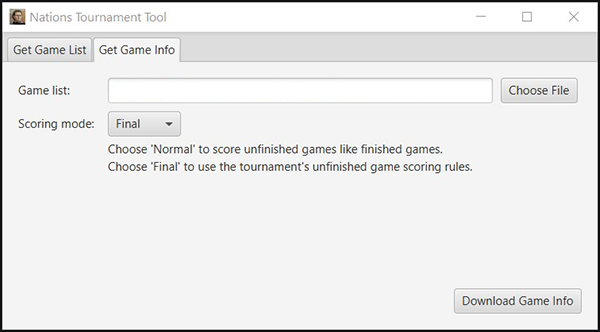 Nations Tournament Tool
Get Game List Get Game Info
Game list: Choose File
Scoring mode: Final
Choose 'Normal' to score unfinished games like finished games.
Choose 'Final' to use the tournament's unfinished game scoring rules.
Download Game Info